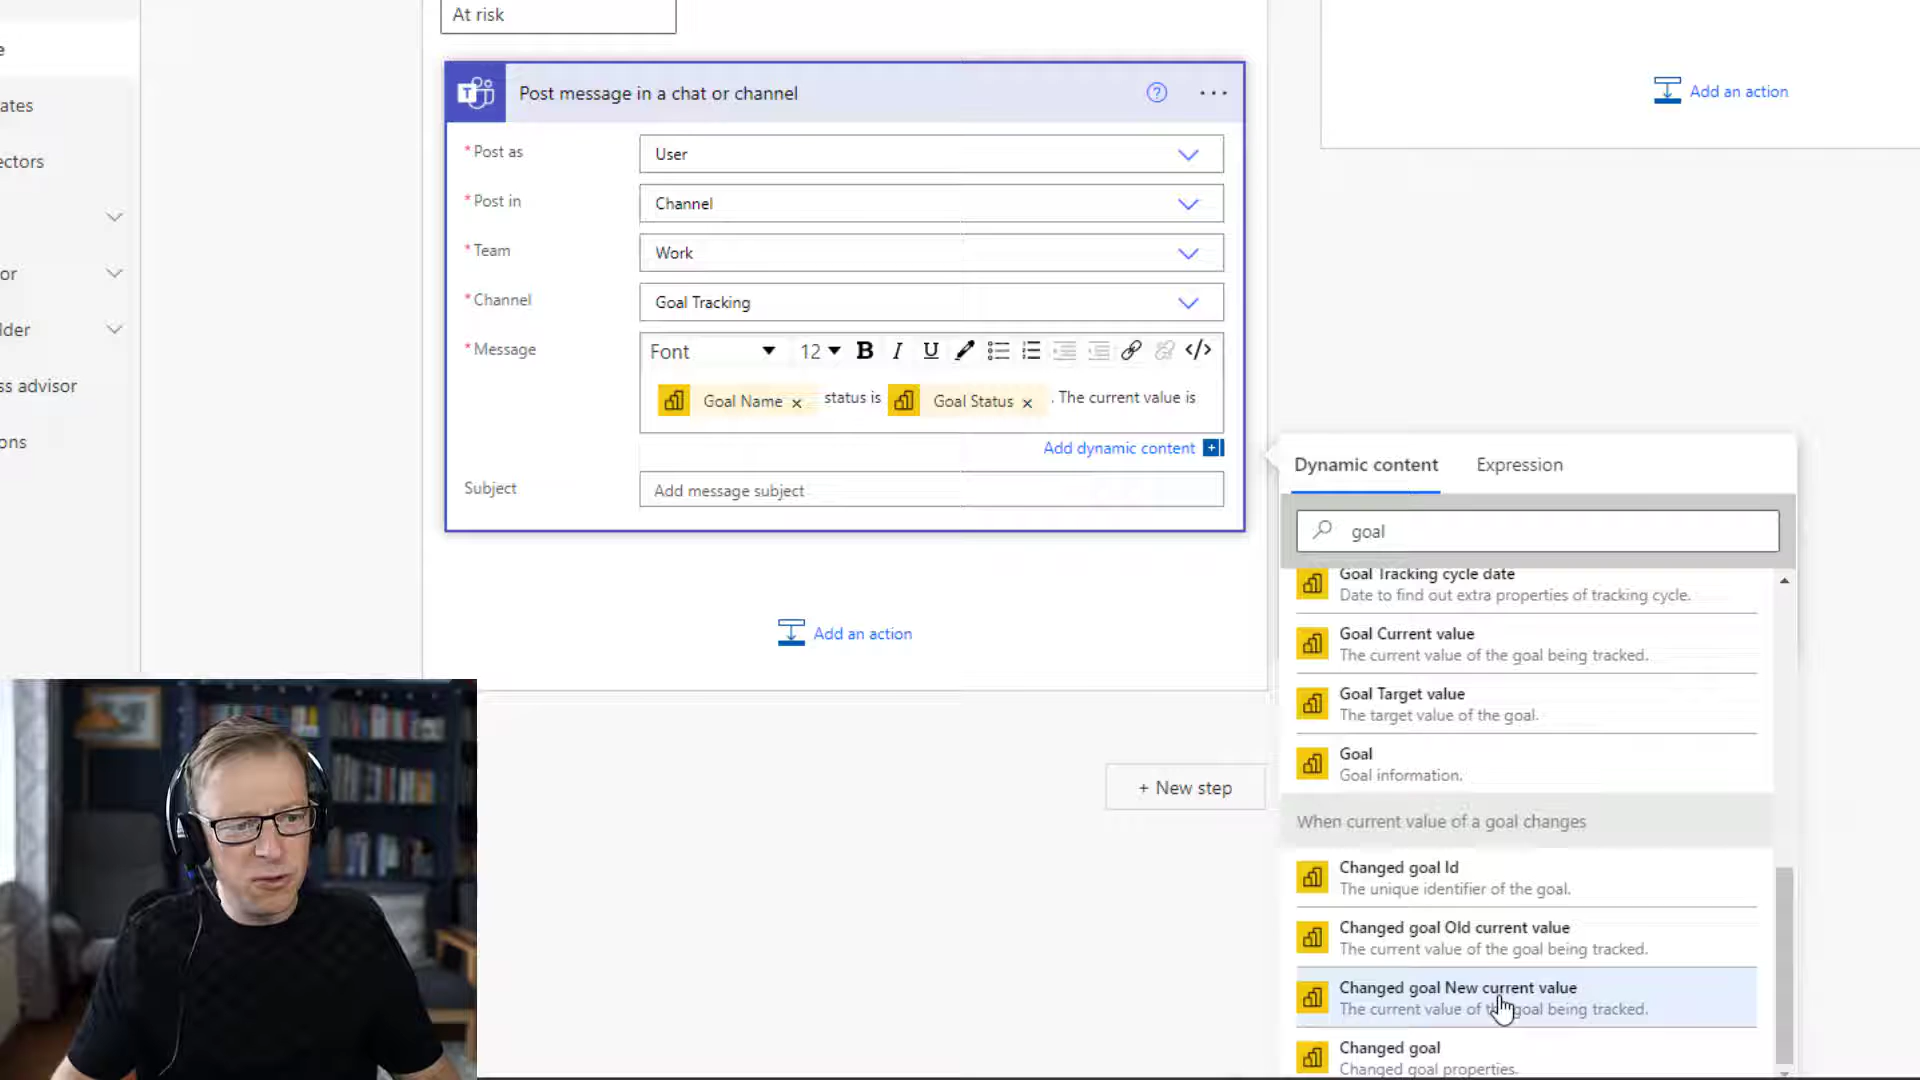 At risk
e
ates
ectors
or
lder
ss advisor
ons
Post message in a chat or channel
* Post as
User
* Post in
Channel
* Team
Work
* Channel
Goal Tracking
* Message
Font 12 B I U </>
Goal Name × status is Goal Status × . The current value is
Add dynamic content
Subject
Add message subject
Add an action
Add an action
+ New step
Dynamic content Expression
goal
Goal Tracking cycle date
Date to find out extra properties of tracking cycle.
Goal Current value
The current value of the goal being tracked.
Goal Target value
The target value of the goal.
Goal
Goal information.
When current value of a goal changes
Changed goal Id
The unique identifier of the goal.
Changed goal Old current value
The current value of the goal being tracked.
Changed goal New current value
The current value of the goal being tracked.
Changed goal
Changed goal properties.